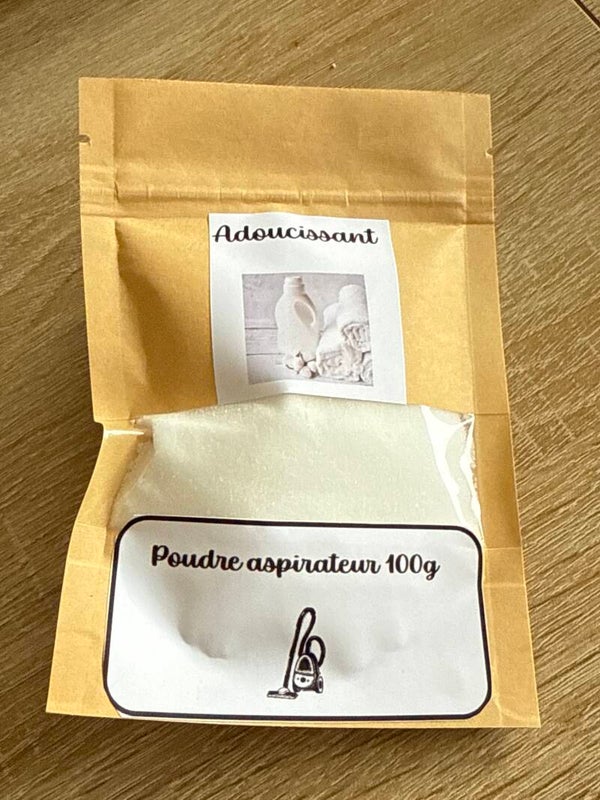 Adoucissant
Poudre aspirateur 100g